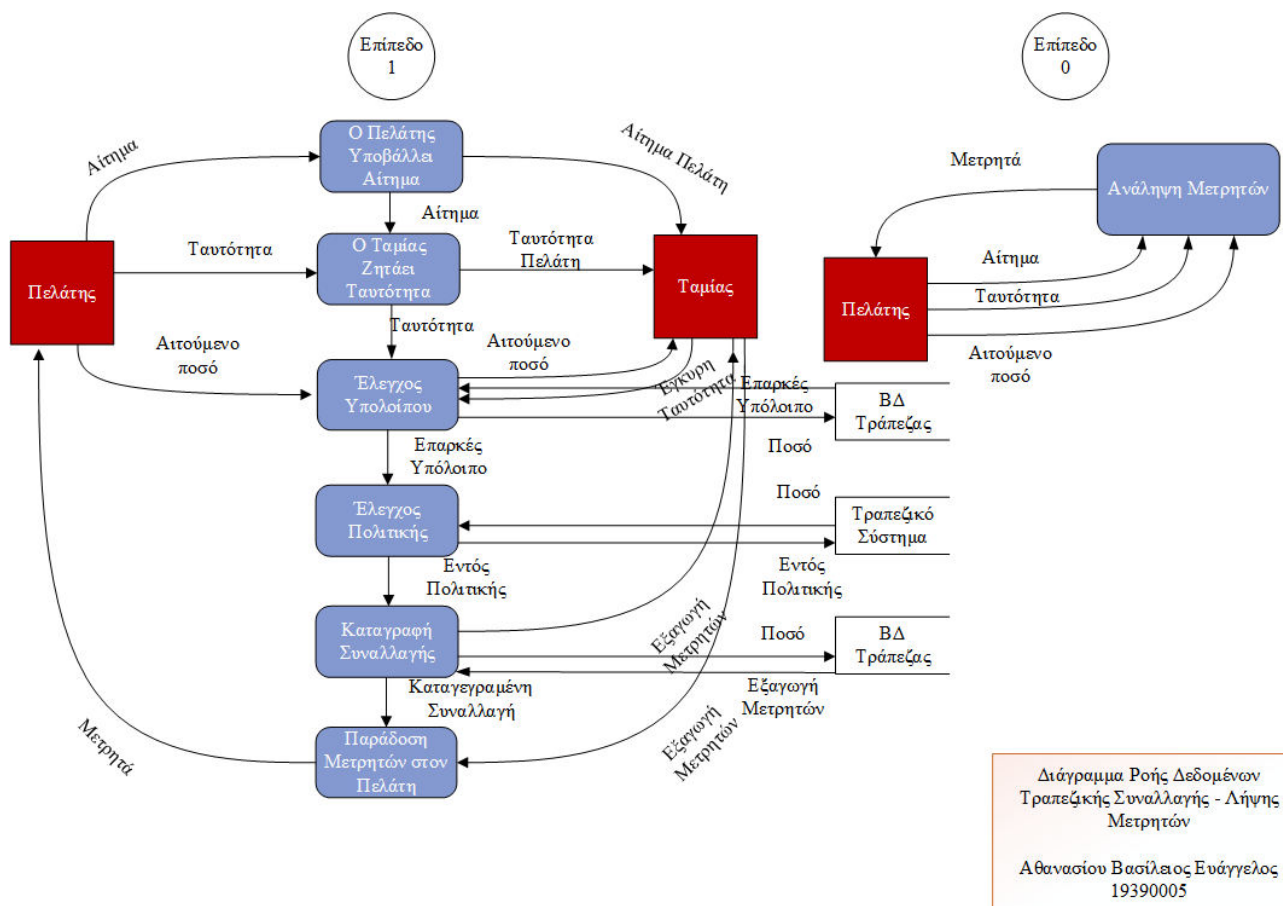 Επίπεδο
1
Επίπεδο
0
Ο Πελάτης
Υποβάλλει
Αίτημα
Αίτημα
Αίτημα Πελάτη
Αίτημα
Μετρητά
Ανάληψη Μετρητών
Πελάτης
Ταυτότητα
Ο Ταμίας
Ζητάει
Ταυτότητα
Ταυτότητα
Πελάτη
Ταμίας
Αίτημα
Ταυτότητα
Πελάτης
Αιτούμενο
ποσό
Ταυτότητα
Αιτούμενο
ποσό
Αιτούμενο
ποσό
Έλεγχος
Υπολοίπου
Έγκυρη
Ταυτότητα
Επαρκές
Υπόλοιπο
ΒΔ
Τράπεζας
Επαρκές
Υπόλοιπο
Ποσό
Έλεγχος
Πολιτικής
Ποσό
Τραπεζικό
Σύστημα
Εντός
Πολιτικής
Εντός
Πολιτικής
Καταγραφή
Συναλλαγής
Εξαγωγή
Μετρητών
Ποσό
ΒΔ
Τράπεζας
Καταγεγραμένη
Συναλλαγή
Εξαγωγή
Μετρητών
Μετρητά
Παράδοση
Μετρητών στον
Πελάτη
Εξαγωγή
Μετρητών
Διάγραμμα Ροής Δεδομένων
Τραπεζικής Συναλλαγής - Λήψης
Μετρητών
Αθανασίου Βασίλειος Ευάγγελος
19390005